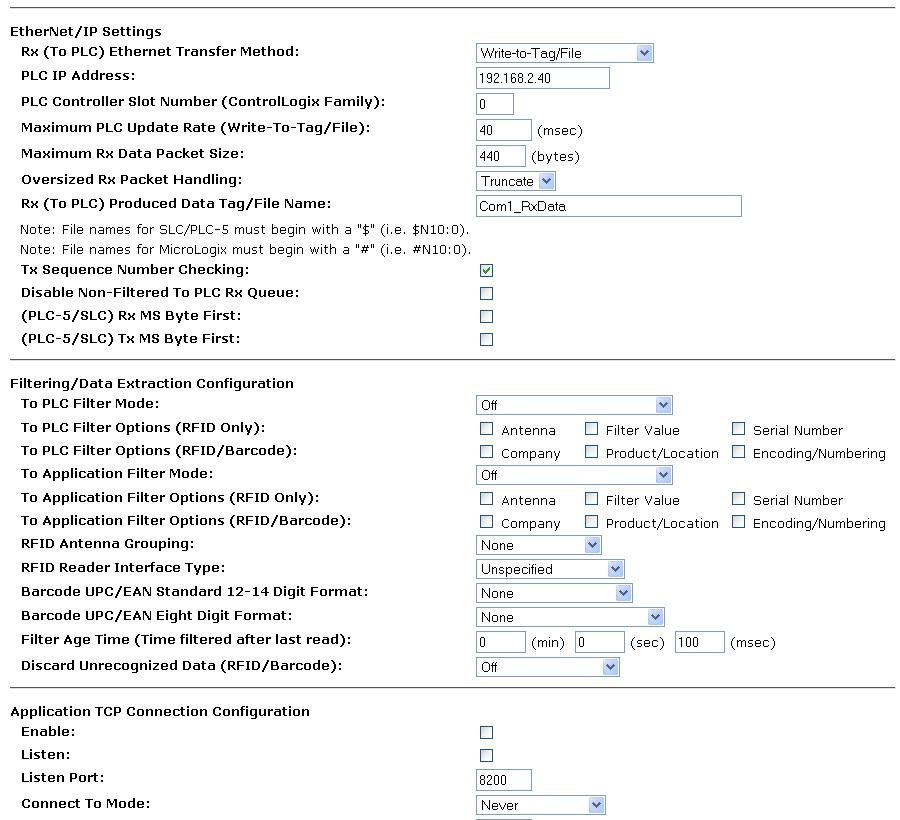 EtherNet/IP Settings
Rx (To PLC) Ethernet Transfer Method: Write-to-Tag/File
PLC IP Address: 192.168.2.40
PLC Controller Slot Number (ControlLogix Family): 0
Maximum PLC Update Rate (Write-To-Tag/File): 40 (msec)
Maximum Rx Data Packet Size: 440 (bytes)
Oversized Rx Packet Handling: Truncate
Rx (To PLC) Produced Data Tag/File Name: Com1_RxData
Note: File names for SLC/PLC-5 must begin with a "$" (i.e. $N10:0).
Note: File names for MicroLogix must begin with a "#" (i.e. #N10:0).
Tx Sequence Number Checking:
Disable Non-Filtered To PLC Rx Queue:
(PLC-5/SLC) Rx MS Byte First:
(PLC-5/SLC) Tx MS Byte First:
Filtering/Data Extraction Configuration
To PLC Filter Mode: Off
To PLC Filter Options (RFID Only): Antenna Filter Value Serial Number
To PLC Filter Options (RFID/Barcode): Company Product/Location Encoding/Numbering
To Application Filter Mode: Off
To Application Filter Options (RFID Only): Antenna Filter Value Serial Number
To Application Filter Options (RFID/Barcode): Company Product/Location Encoding/Numbering
RFID Antenna Grouping: None
RFID Reader Interface Type: Unspecified
Barcode UPC/EAN Standard 12-14 Digit Format: None
Barcode UPC/EAN Eight Digit Format: None
Filter Age Time (Time filtered after last read): 0 (min) 0 (sec) 100 (msec)
Discard Unrecognized Data (RFID/Barcode): Off
Application TCP Connection Configuration
Enable:
Listen:
Listen Port: 8200
Connect To Mode: Never